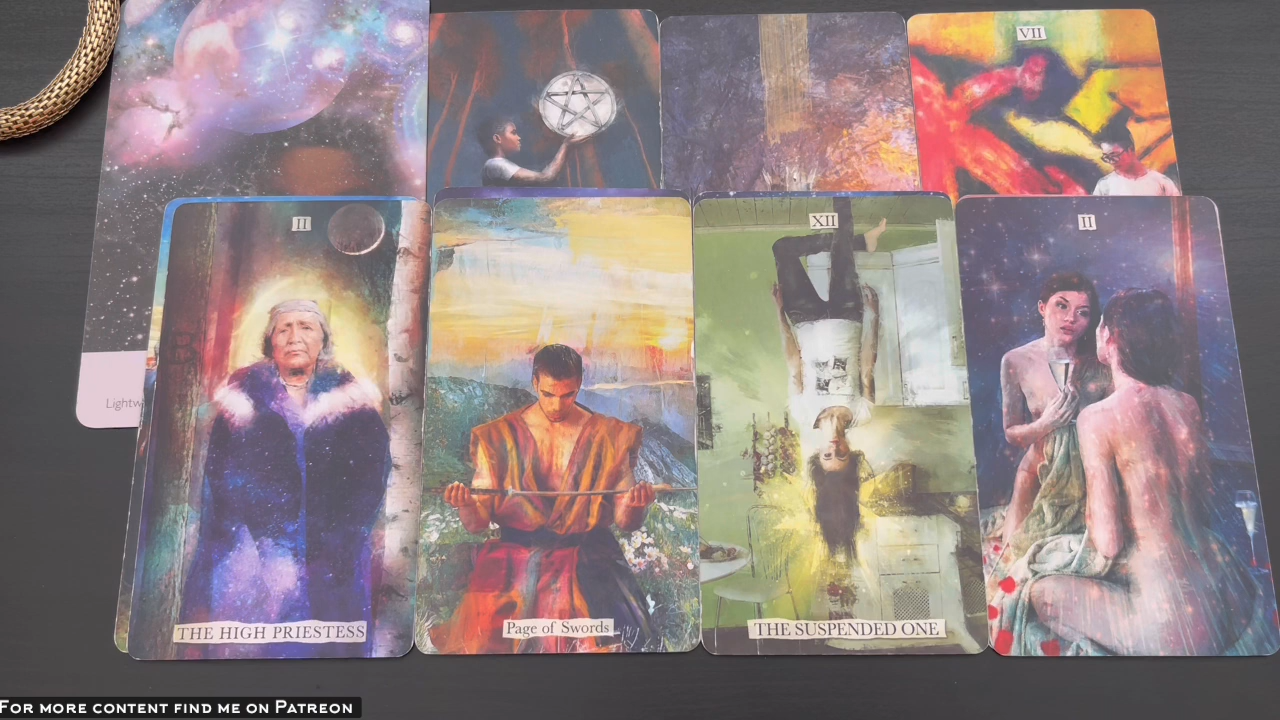 VII
II
XII
II
Lightw
THE HIGH PRIESTESS
Page of Swords
THE SUSPENDED ONE
FOR MORE CONTENT FIND ME ON PATREON